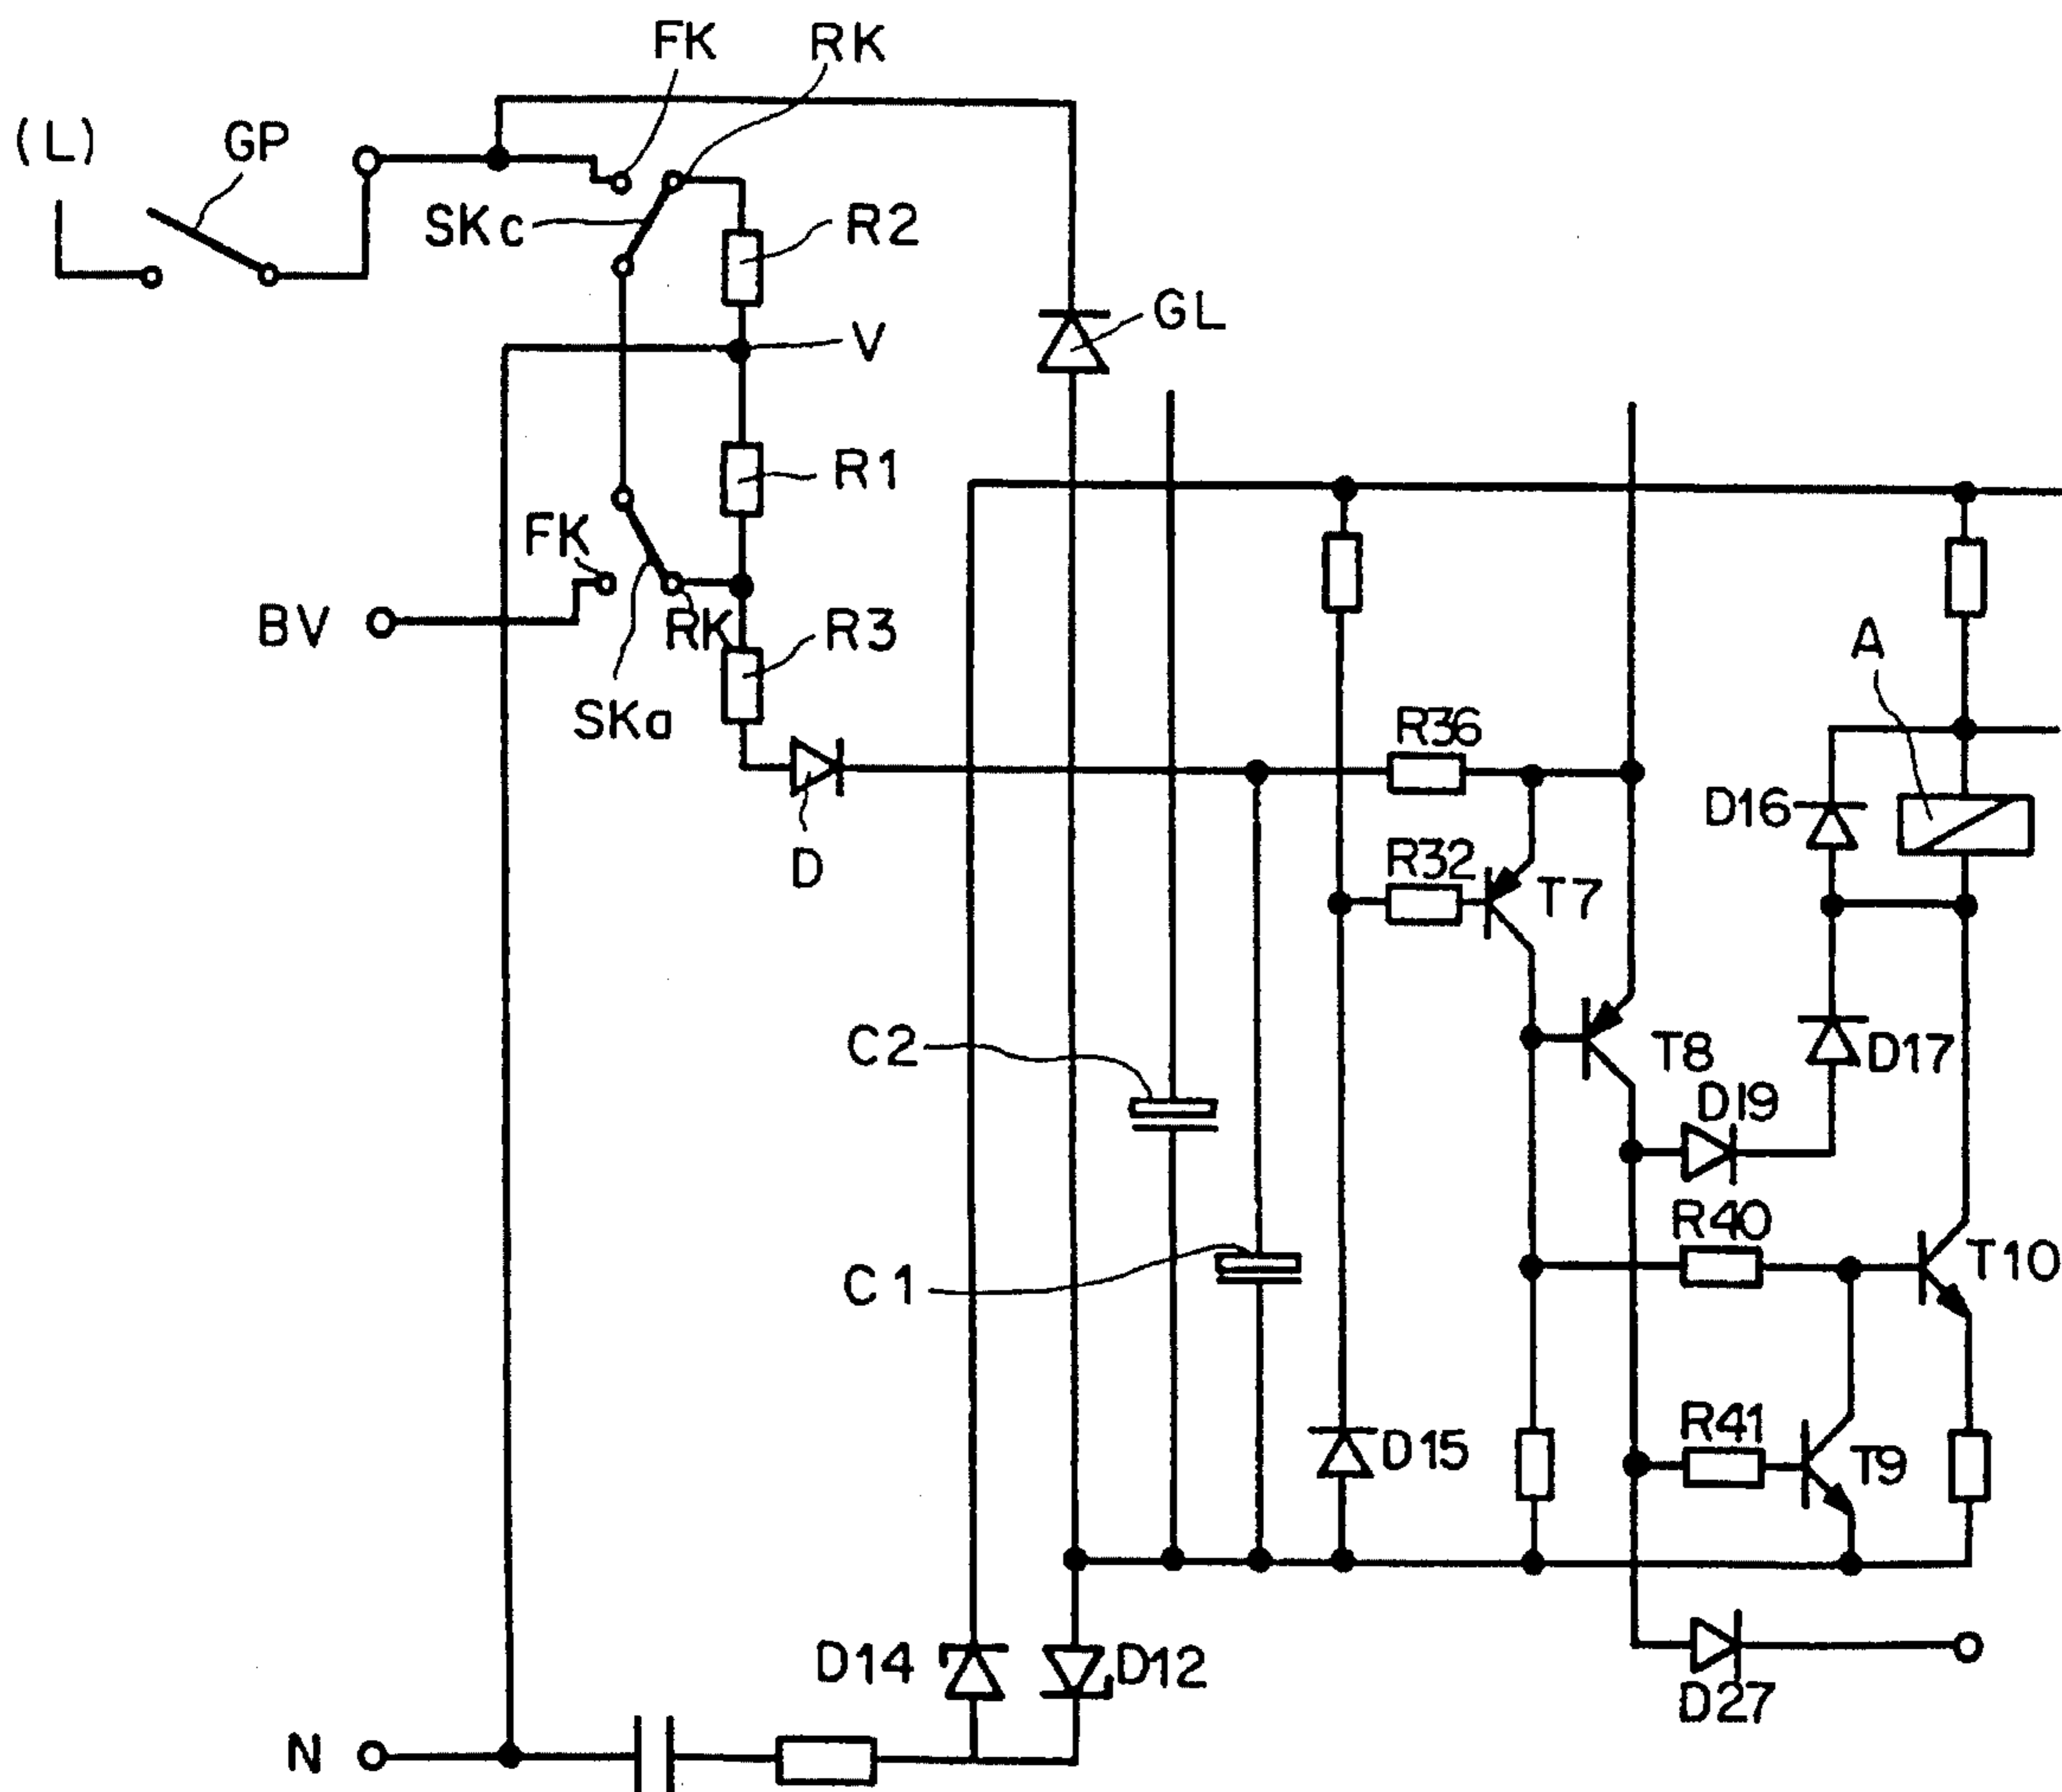 FK
RK
(L)
GP
SKc
R2
GL
V
R1
FK
BV
RK
R3
SKa
A
R36
D16
D
R32
T7
C2
T8
D17
D19
R40
T10
C1
R41
D15
T9
D14
D12
D27
N